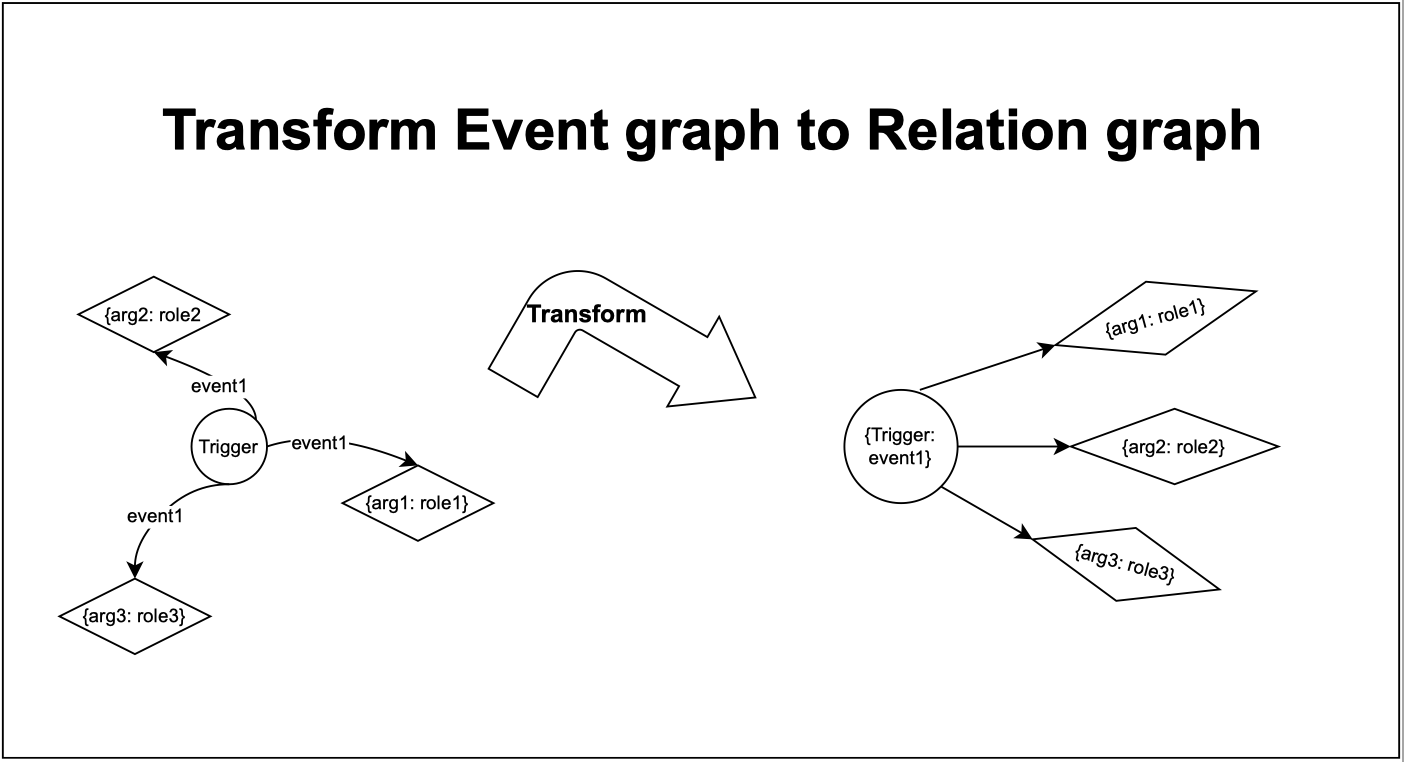 Transform Event graph to Relation graph
{arg2: role2
event1
Trigger
event1
{arg1: role1}
event1
{arg3: role3}
Transform
{arg1: role1}
{Trigger:
event1}
{arg2: role2}
{arg3: role3}